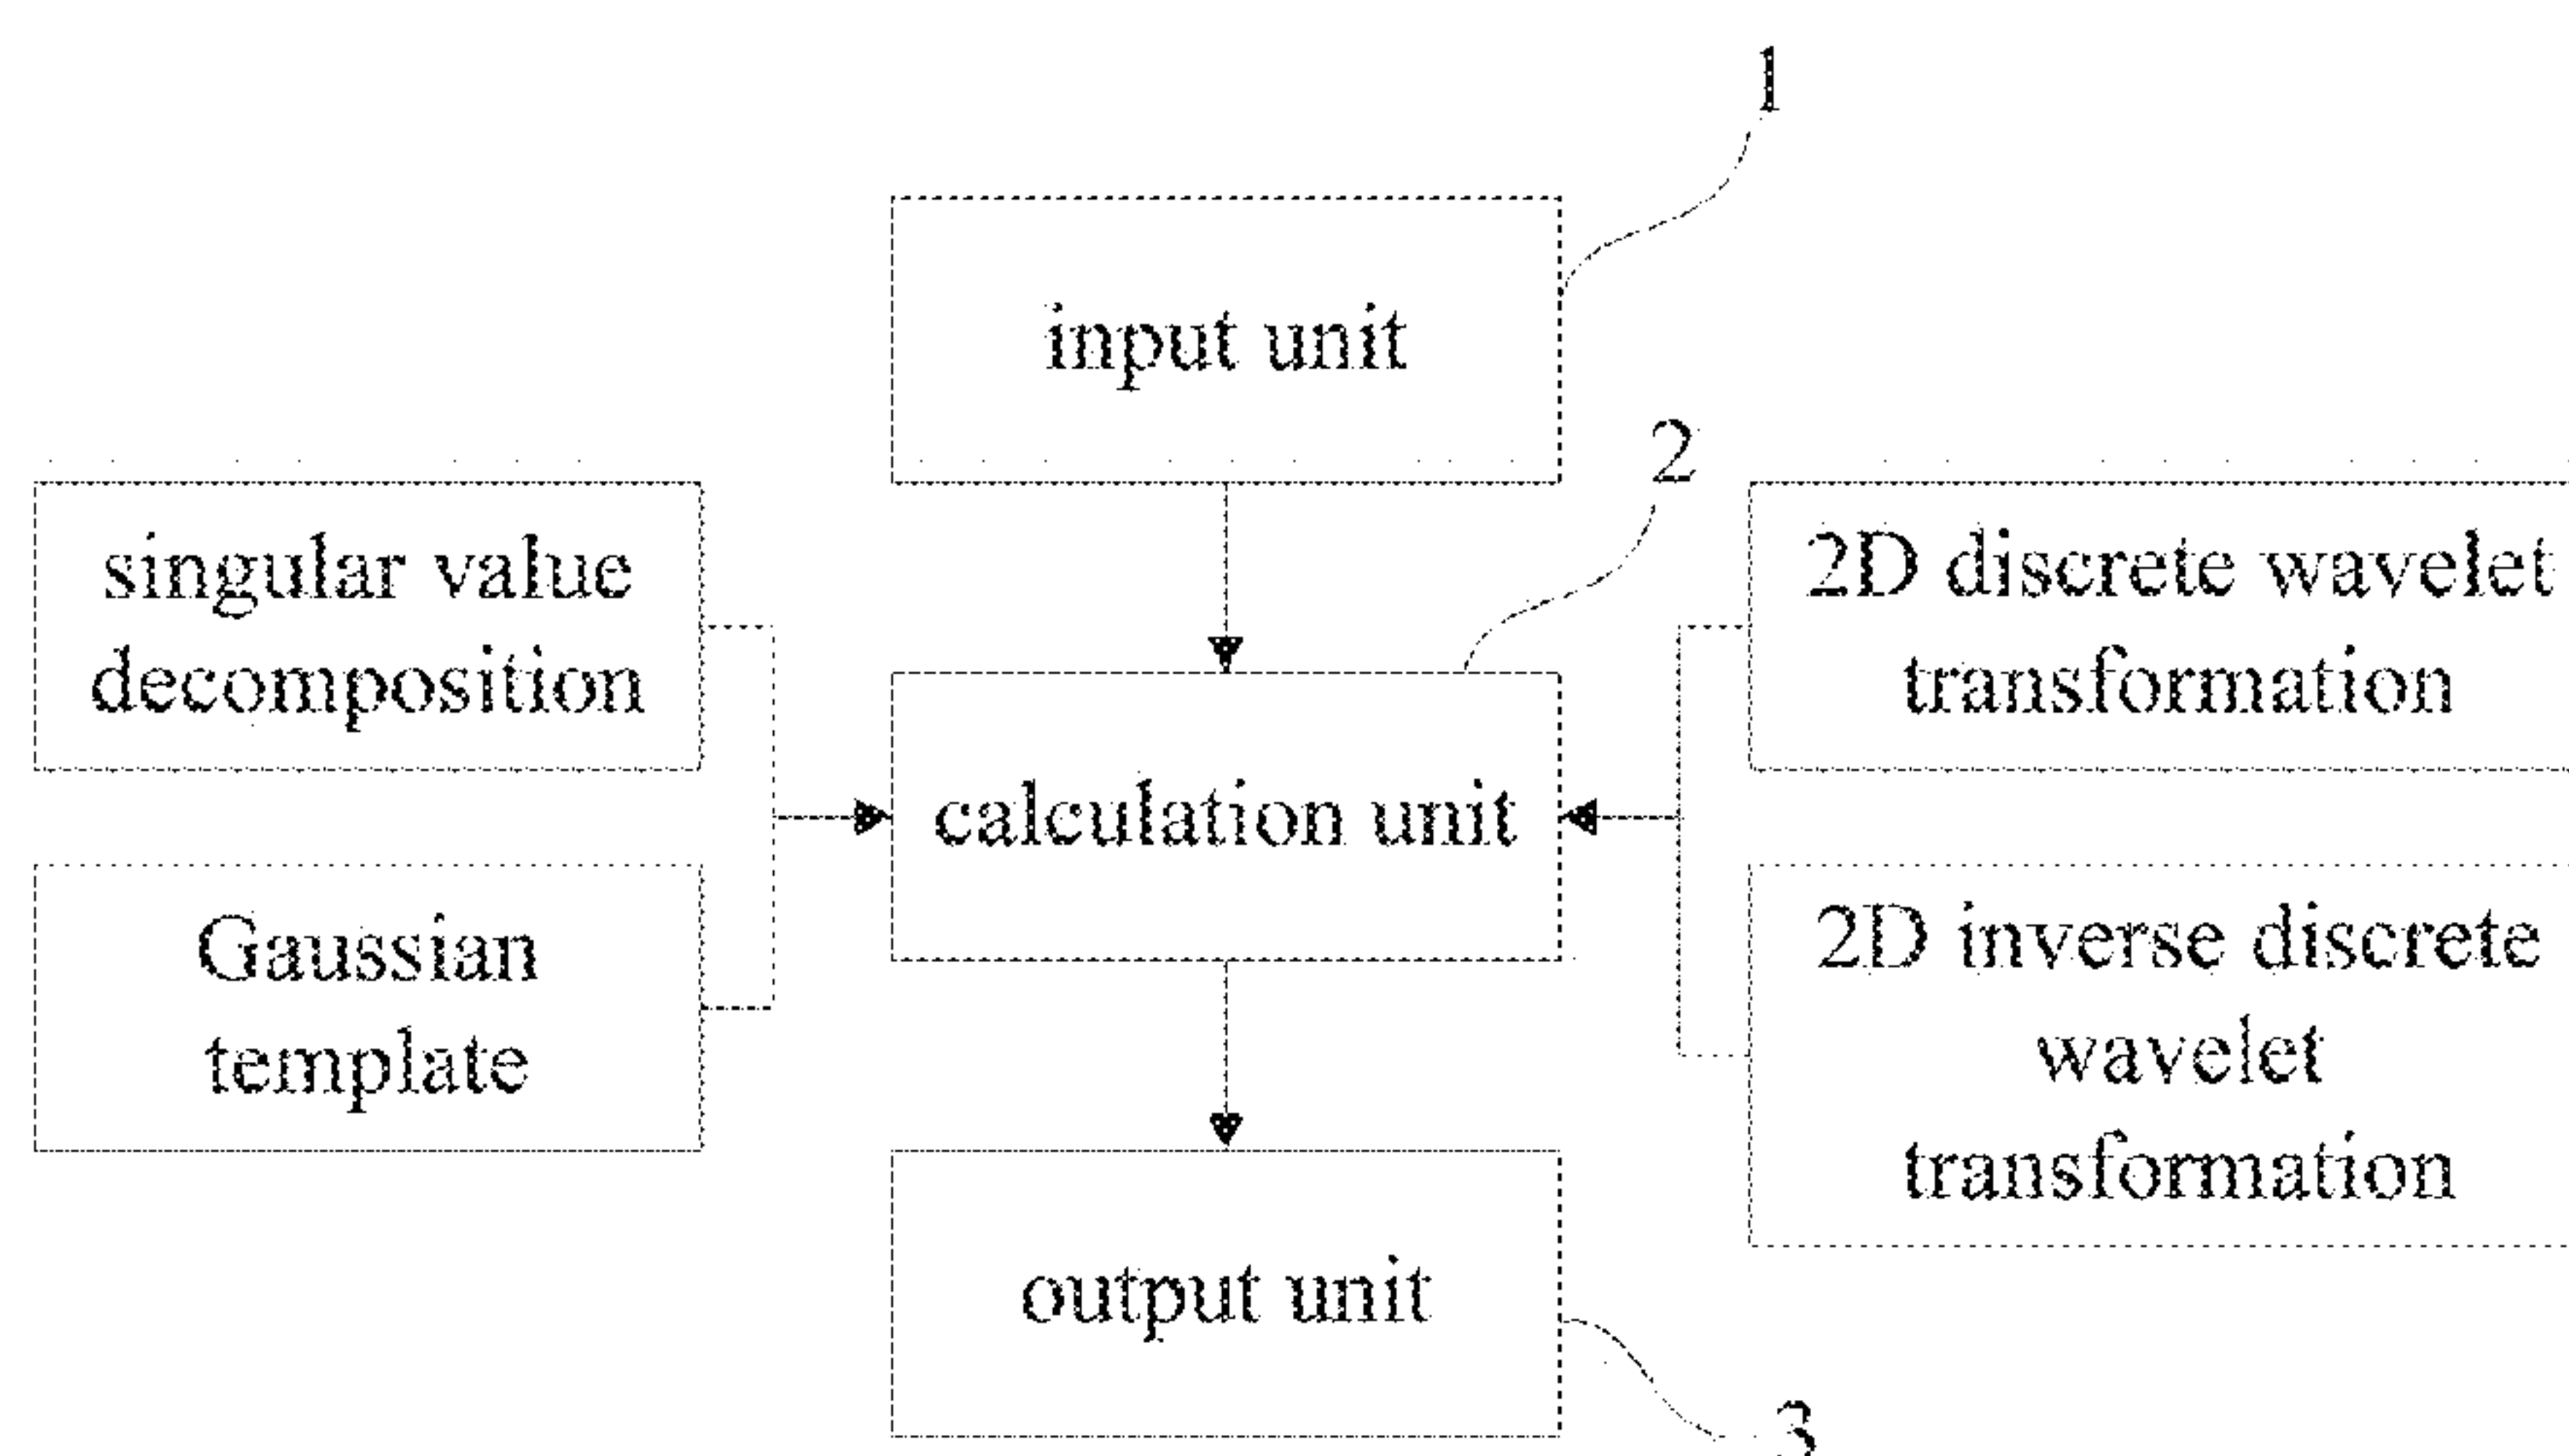 1
input unit
2
singular value
decomposition
2D discrete wavelet
transformation
calculation unit
Gaussian
template
2D inverse discrete
wavelet
transformation
output unit
3